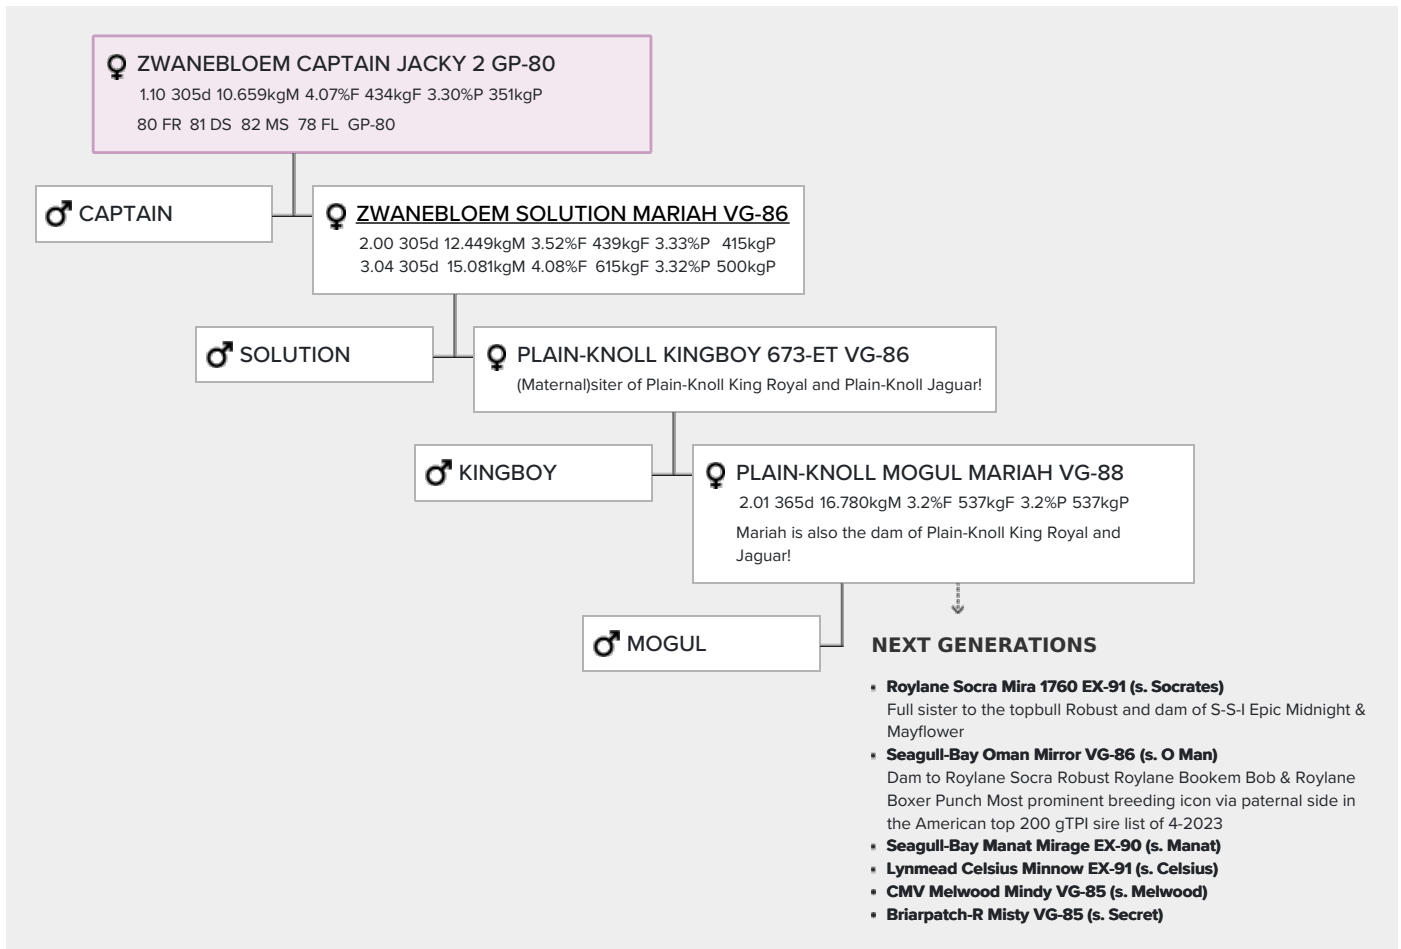 ZWANEBLOEM CAPTAIN JACKY 2 GP-80
1.10 305d 10.659kgM 4.07%F 434kgF 3.30%P 351kgP
80 FR 81 DS 82 MS 78 FL GP-80
CAPTAIN
ZWANEBLOEM SOLUTION MARIAH VG-86
2.00 305d 12.449kgM 3.52%F 439kgF 3.33%P 415kgP
3.04 305d 15.081kgM 4.08%F 615kgF 3.32%P 500kgP
SOLUTION
PLAIN-KNOLL KINGBOY 673-ET VG-86
(Maternal)siter of Plain-Knoll King Royal and Plain-Knoll Jaguar!
KINGBOY
PLAIN-KNOLL MOGUL MARIAH VG-88
2.01 365d 16.780kgM 3.2%F 537kgF 3.2%P 537kgP
Mariah is also the dam of Plain-Knoll King Royal and
Jaguar!
MOGUL
NEXT GENERATIONS
Roylane Socra Mira 1760 EX-91 (s. Socrates)
Full sister to the topbull Robust and dam of S-S-I Epic Midnight &
Mayflower
Seagull-Bay Oman Mirror VG-86 (s. O Man)
Dam to Roylane Socra Robust Roylane Bookem Bob & Roylane
Boxer Punch Most prominent breeding icon via paternal side in
the American top 200 gTPI sire list of 4-2023
Seagull-Bay Manat Mirage EX-90 (s. Manat)
Lynmead Celsius Minnow EX-91 (s. Celsius)
CMV Melwood Mindy VG-85 (s. Melwood)
Briarpatch-R Misty VG-85 (s. Secret)